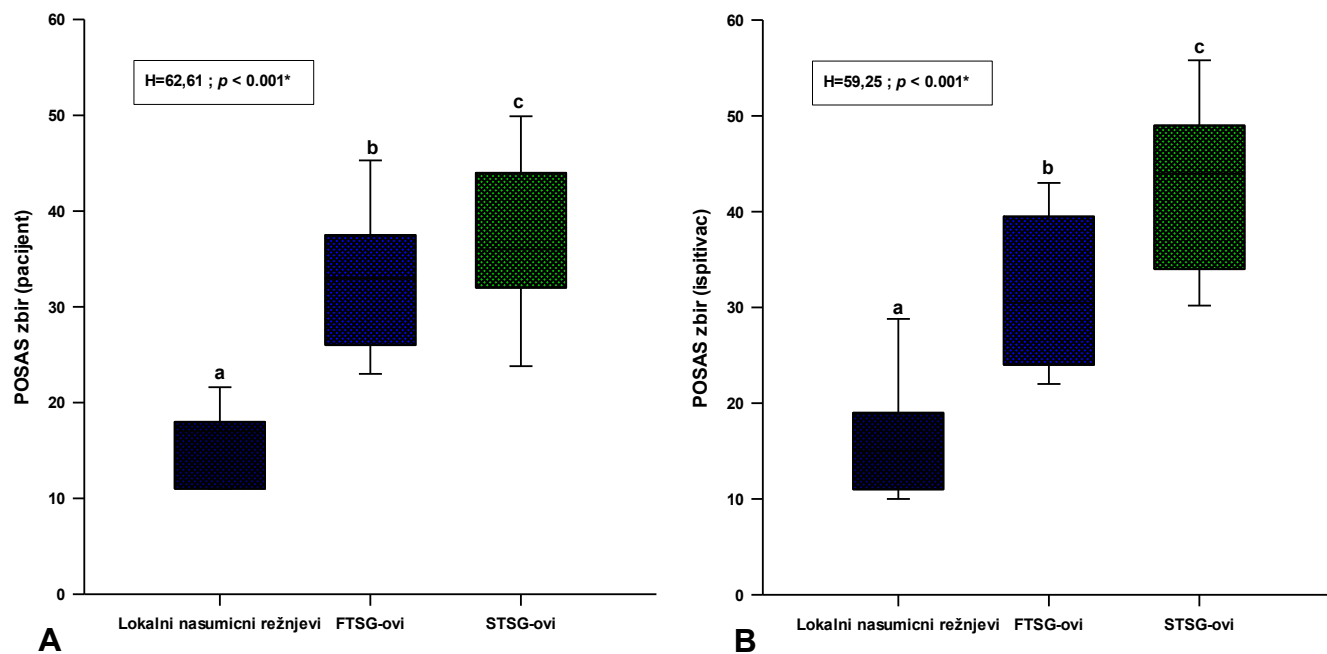 60
50
40
30
20
10
0
POSAS zbir (pacijent)
H=62,61 ; p < 0.001*
a
b
c
Lokalni nasumicni režnjevi
FTSG-ovi
STSG-ovi
A
60
50
40
30
20
10
0
POSAS zbir (ispitivac)
H=59,25 ; p < 0.001*
a
b
c
Lokalni nasumicni režnjevi
FTSG-ovi
STSG-ovi
B